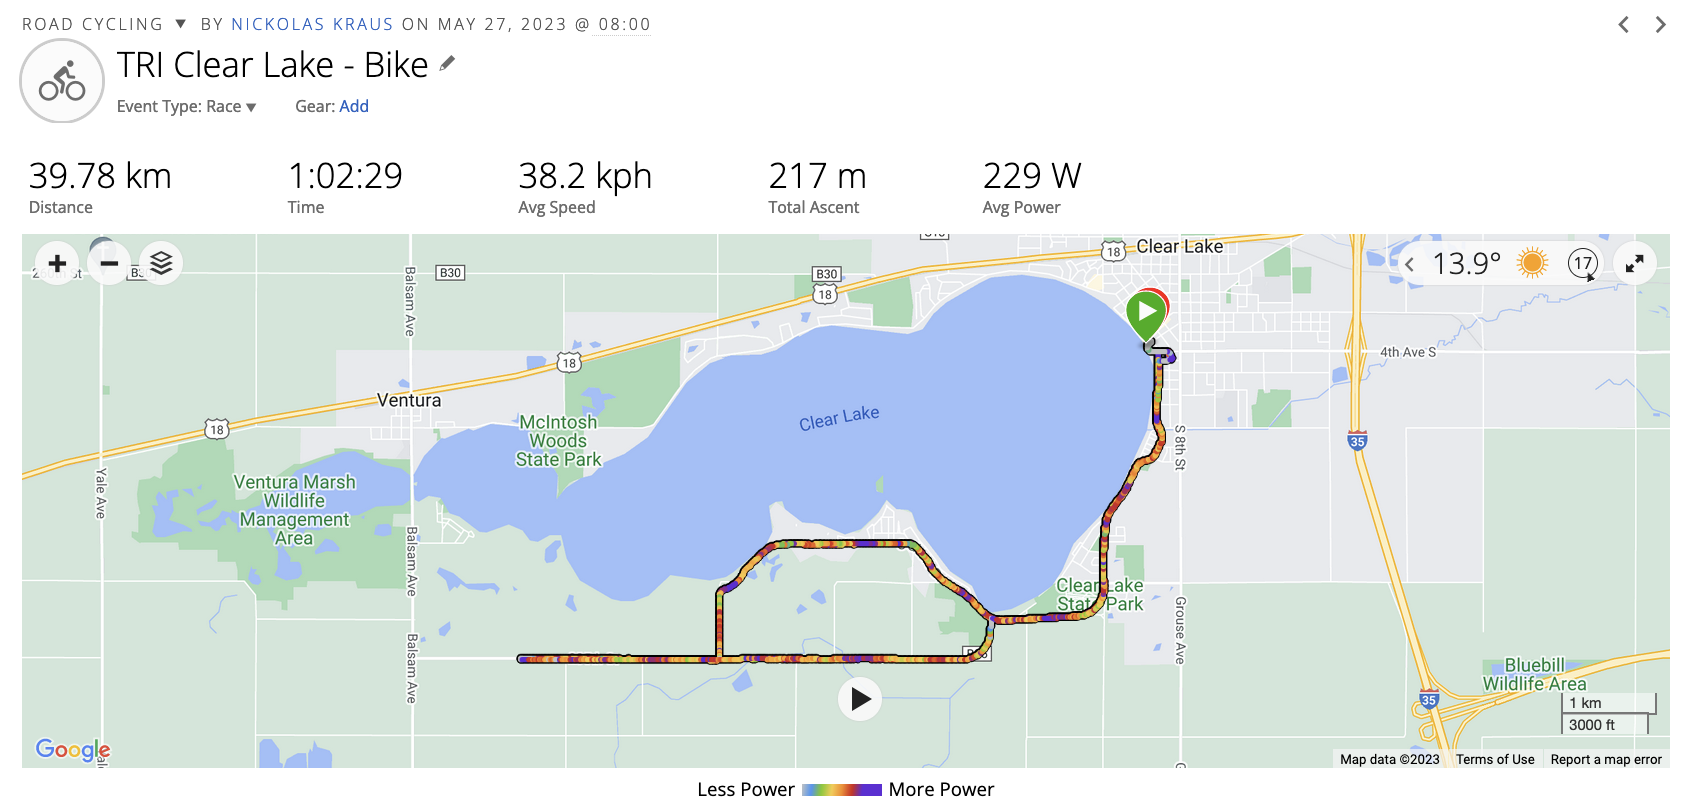 ROAD CYCLING ▼ BY NICKOLAS KRAUS ON MAY 27, 2023 @ 08:00
TRI Clear Lake - Bike
Event Type: Race ▼ Gear: Add
39.78 km 1:02:29 38.2 kph 217 m 229 W
Distance Time Avg Speed Total Ascent Avg Power
Clear Lake
18
B30
B30
18
13.9°
17
Balsam Ave
18
4th Ave S
Ventura
18
McIntosh
Woods
State Park
Clear Lake
35
S 8th St
Yale Ave
Ventura Marsh
Wildlife
Management
Area
Balsam Ave
Clear Lake
State Park
Grouse Ave
Balsam Ave
Bluebill
Wildlife Area
35
1 km
3000 ft
Google
Map data ©2023 Terms of Use Report a map error
Less Power More Power